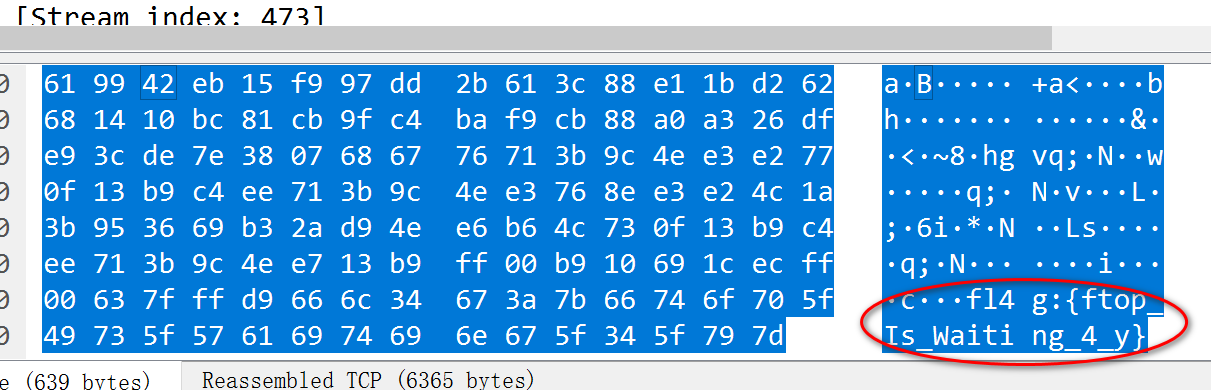 [Stream index: 473]
0 61 99 42 eb 15 f9 97 dd 2b 61 3c 88 e1 1b d2 62 a·B····· +a<····b
0 68 14 10 bc 81 cb 9f c4 ba f9 cb 88 a0 a3 26 df h······· ······&·
0 e9 3c de 7e 38 07 68 67 76 71 3b 9c 4e e3 e2 77 ·<·~8·hg vq;·N··w
0 0f 13 b9 c4 ee 71 3b 9c 4e e3 76 8e e3 e2 4c 1a ·····q;· N·v···L·
0 3b 95 36 69 b3 2a d9 4e e6 b6 4c 73 0f 13 b9 c4 ;·6i·*·N ··Ls····
0 ee 71 3b 9c 4e e7 13 b9 ff 00 b9 10 69 1c ec ff ·q;·N··· ····i···
0 00 63 7f ff d9 66 6c 34 67 3a 7b 66 74 6f 70 5f ·c···fl4 g:{ftop_
0 49 73 5f 57 61 69 74 69 6e 67 5f 34 5f 79 7d Is_Waiti ng_4_y}
e (639 bytes) Reassembled TCP (6365 bytes)